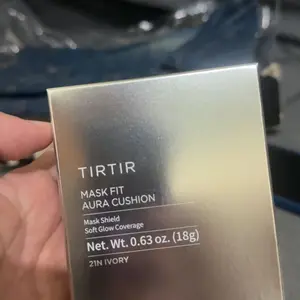 TIRTIR
MASK FIT
AURA CUSHION
Mask Shield
Soft Glow Coverage
Net. Wt. 0.63 oz. (18g)
21N IVORY